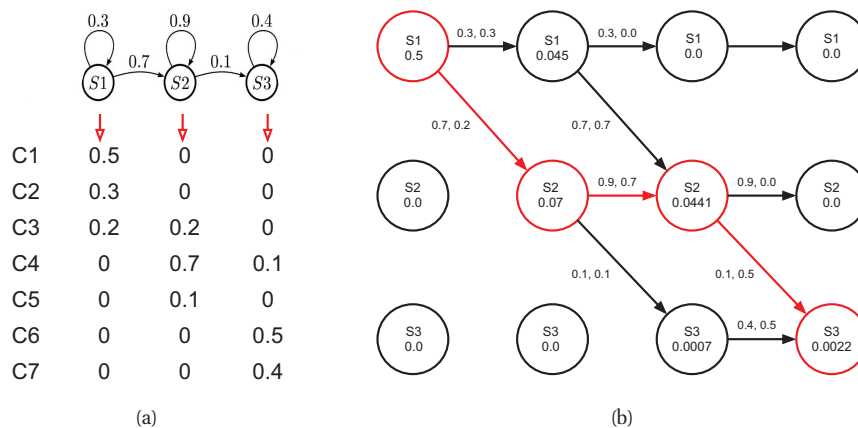 0.3 0.9 0.4
0.7 0.1
S1 S2 S3
C1 0.5 0 0
C2 0.3 0 0
C3 0.2 0.2 0
C4 0 0.7 0.1
C5 0 0.1 0
C6 0 0 0.5
C7 0 0 0.4
(a)
S1
0.5
0.3, 0.3
S1
0.045
0.3, 0.0
S1
0.0
S1
0.0
0.7, 0.2
0.7, 0.7
S2
0.0
S2
0.07
0.9, 0.7
S2
0.0441
0.9, 0.0
S2
0.0
0.1, 0.1
0.1, 0.5
S3
0.0
S3
0.0
S3
0.0007
0.4, 0.5
S3
0.0022
(b)